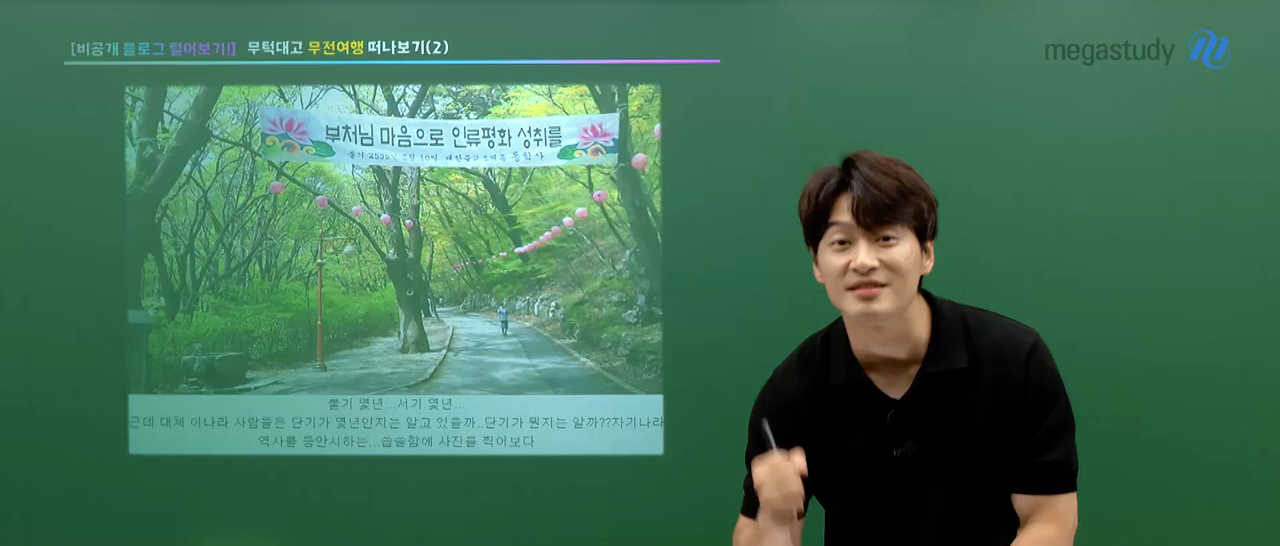 [비공개 블로그 털어보기!] 무턱대고 무전여행 떠나보기(2)
megastudy
부처님 마음으로 인류평화 성취를
동학사
불기 몇년...서기 몇년...
근데 대체 이나라 사람들은 단기가 몇년인지는 알고 있을까..단기가 뭔지는 알까??자기나라
역사를 등안시하는...씁쓸함에 사진을 찍어보다